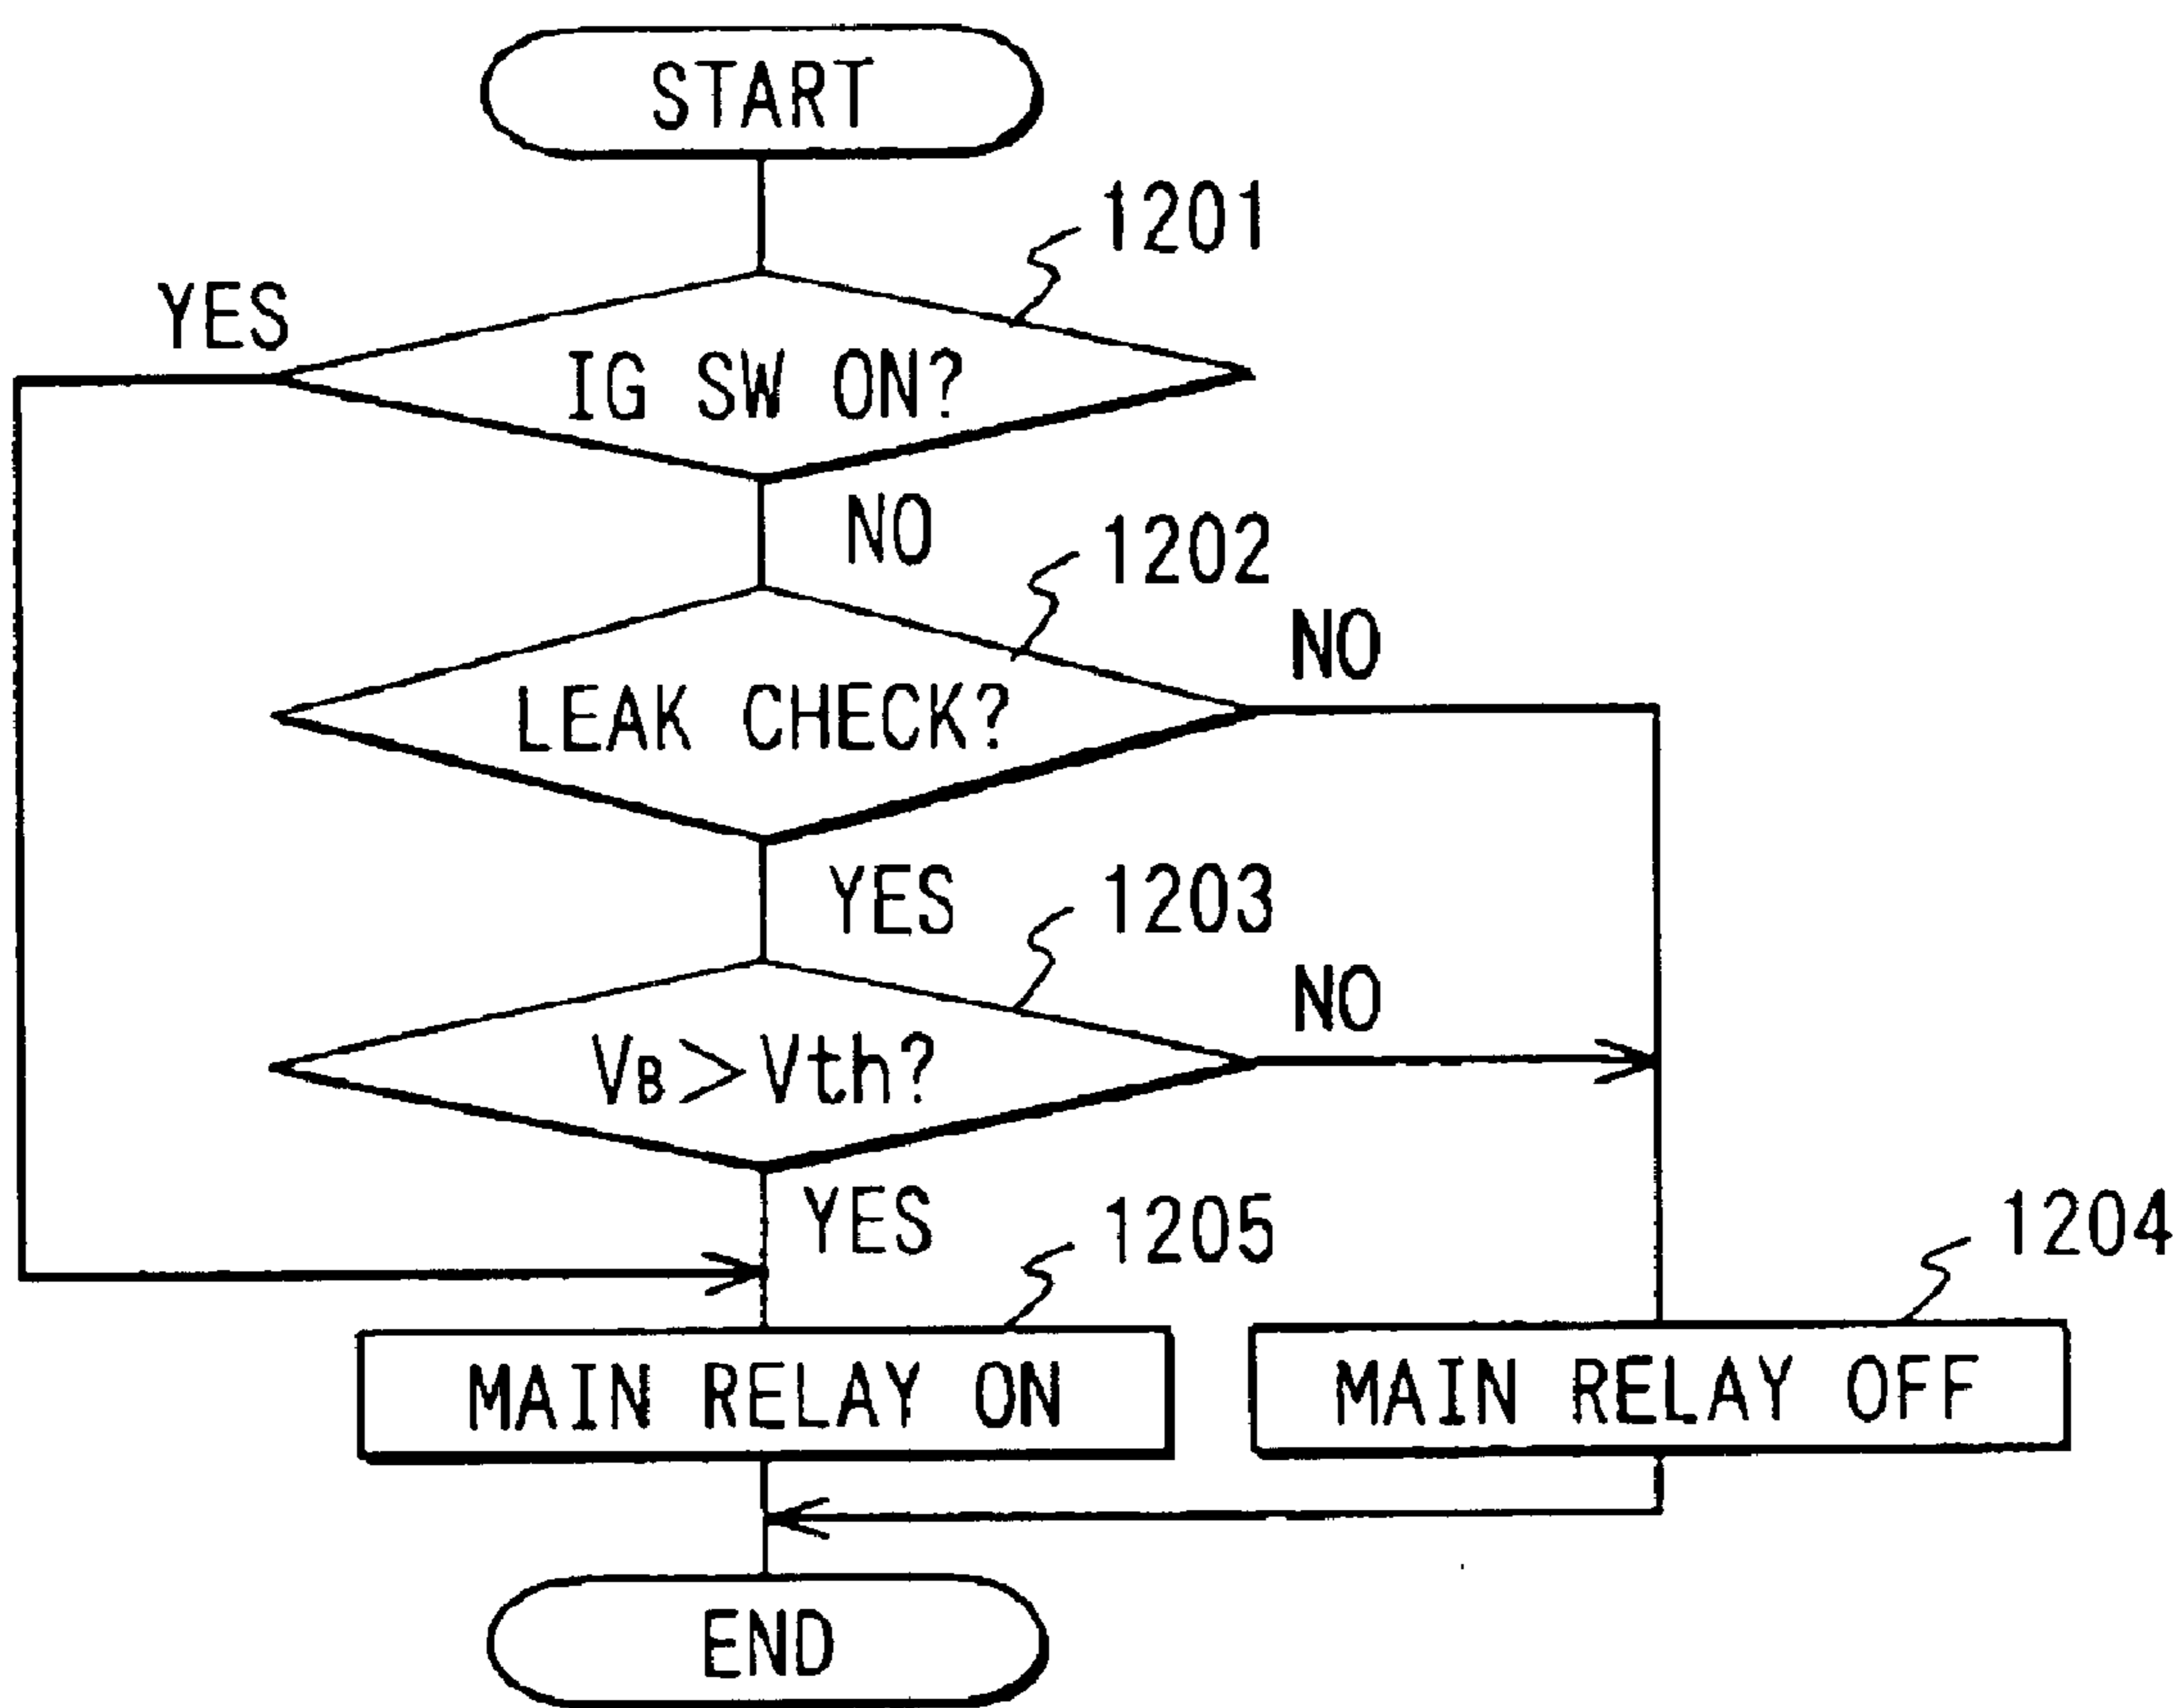 START
1201
YES
IG SW ON?
NO
1202
NO
LEAK CHECK?
YES
1203
NO
VB>Vth?
YES
1205
1204
MAIN RELAY ON
MAIN RELAY OFF
END